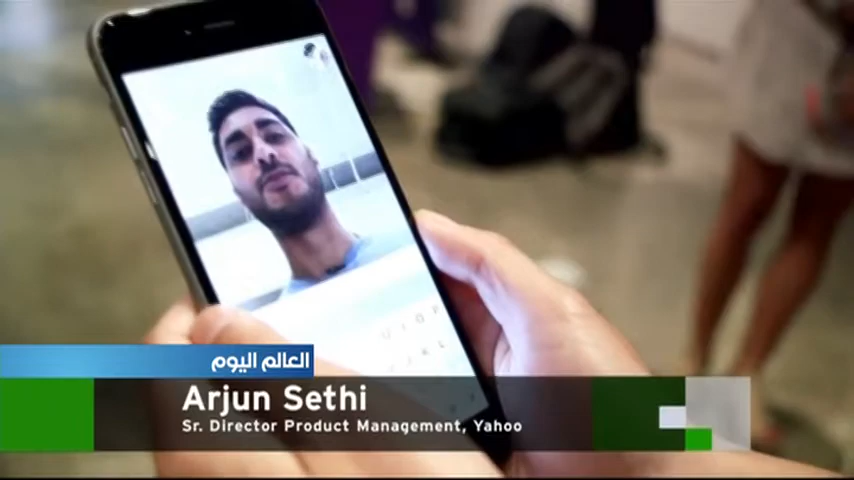 العالم اليوم
Arjun Sethi
Sr. Director Product Management, Yahoo